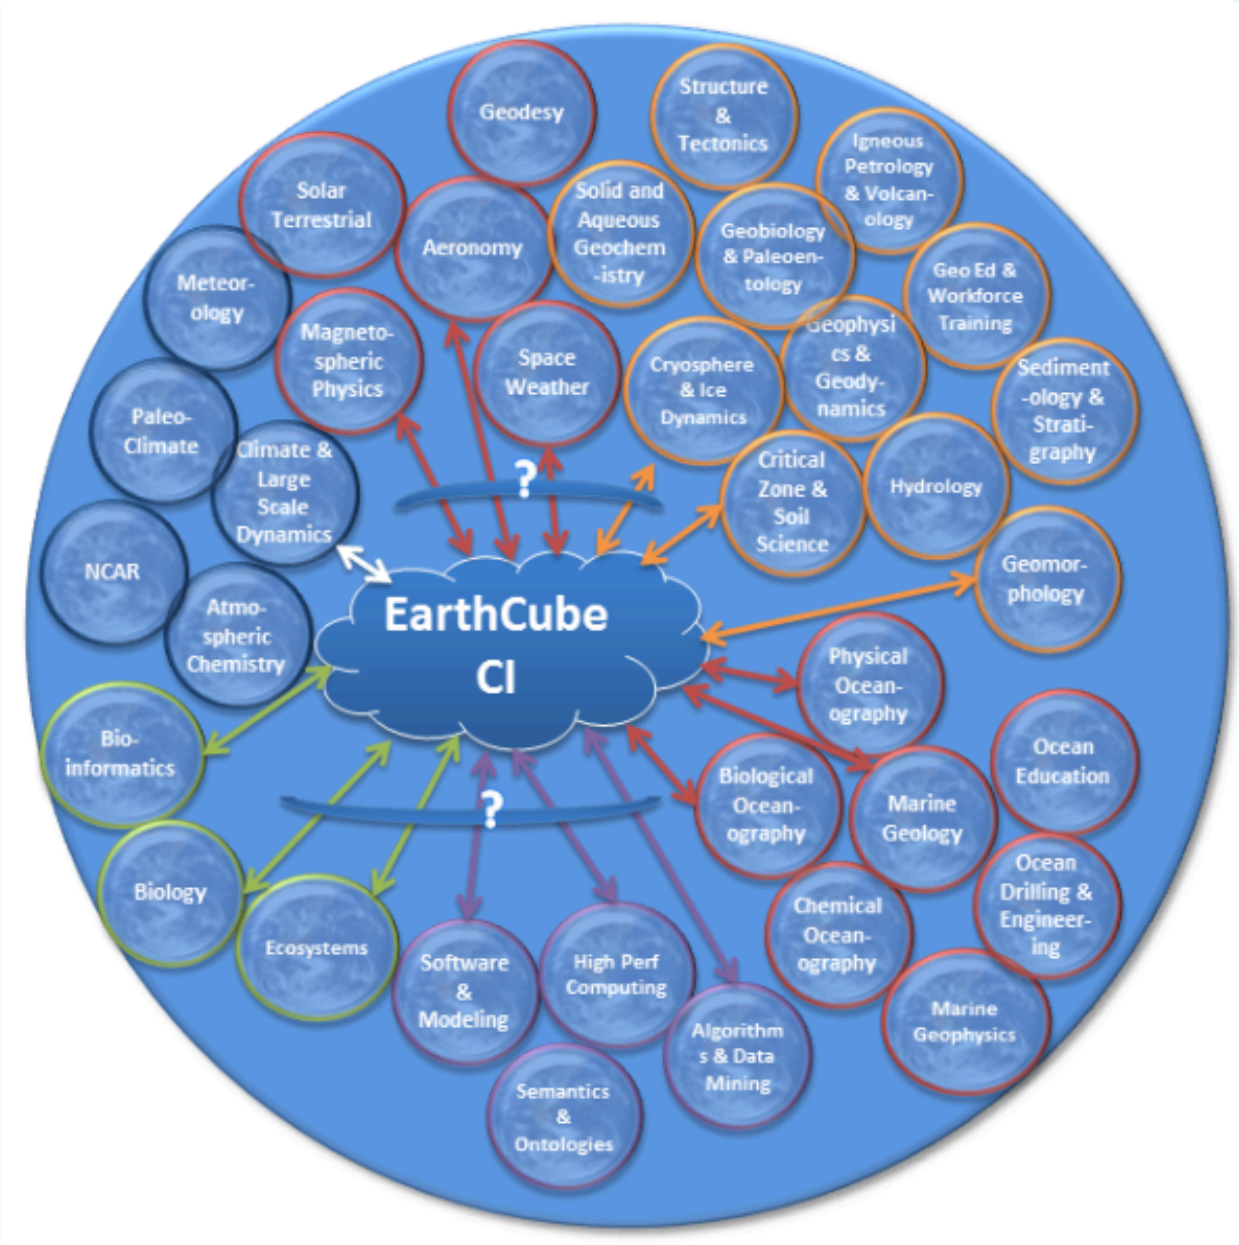 Geodesy
Structure
&
Tectonics
Igneous
Petrology
& Volcan-
ology
Solar
Terrestrial
Aeronomy
Solid and
Aqueous
Geochem
-istry
Geobiology
& Paleoen-
tology
Geo Ed &
Workforce
Training
Meteor-
ology
Magneto-
spheric
Physics
Space
Weather
Cryosphere
& Ice
Dynamics
Geophysi
cs &
Geody-
namics
Sediment
-ology &
Strati-
graphy
Paleo-
Climate
Climate &
Large
Scale
Dynamics
?
Critical
Zone &
Soil
Science
Hydrology
NCAR
Atmo-
spheric
Chemistry
Geomor-
phology
EarthCube
CI
Physical
Ocean-
ography
Bio-
informatics
?
Biological
Ocean-
ography
Marine
Geology
Ocean
Education
Biology
Ecosystems
Software
&
Modeling
High Perf
Computing
Chemical
Ocean-
ography
Ocean
Drilling &
Engineer-
ing
Algorithm
s & Data
Mining
Marine
Geophysics
Semantics
&
Ontologies